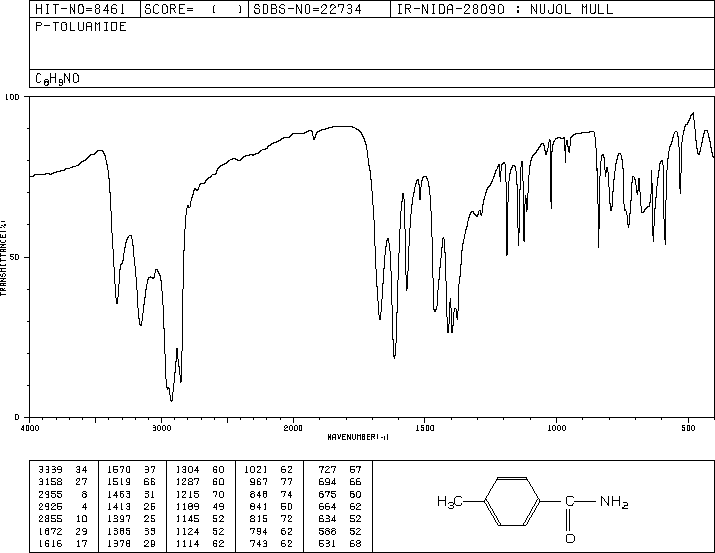 HIT-NO=8461 SCORE= ( ) SDBS-NO=22734 IR-NIDA-28090 : NUJOL MULL
P-TOLUAMIDE
C8H9NO
100
50
0
TRANSMITTANCE(%)
4000 3000 2000 1500 1000 500
WAVENUMBER(-1)
3339 34 1570 37 1304 60 1021 62 727 57
3158 27 1519 66 1287 60 967 77 694 66
2955 8 1463 31 1215 70 848 74 675 60
2925 4 1413 26 1189 49 841 50 664 62
2855 10 1397 25 1145 52 815 72 634 52
1672 29 1385 39 1124 52 794 62 588 52
1616 17 1378 29 1114 62 743 62 531 68
H3C C NH2
O